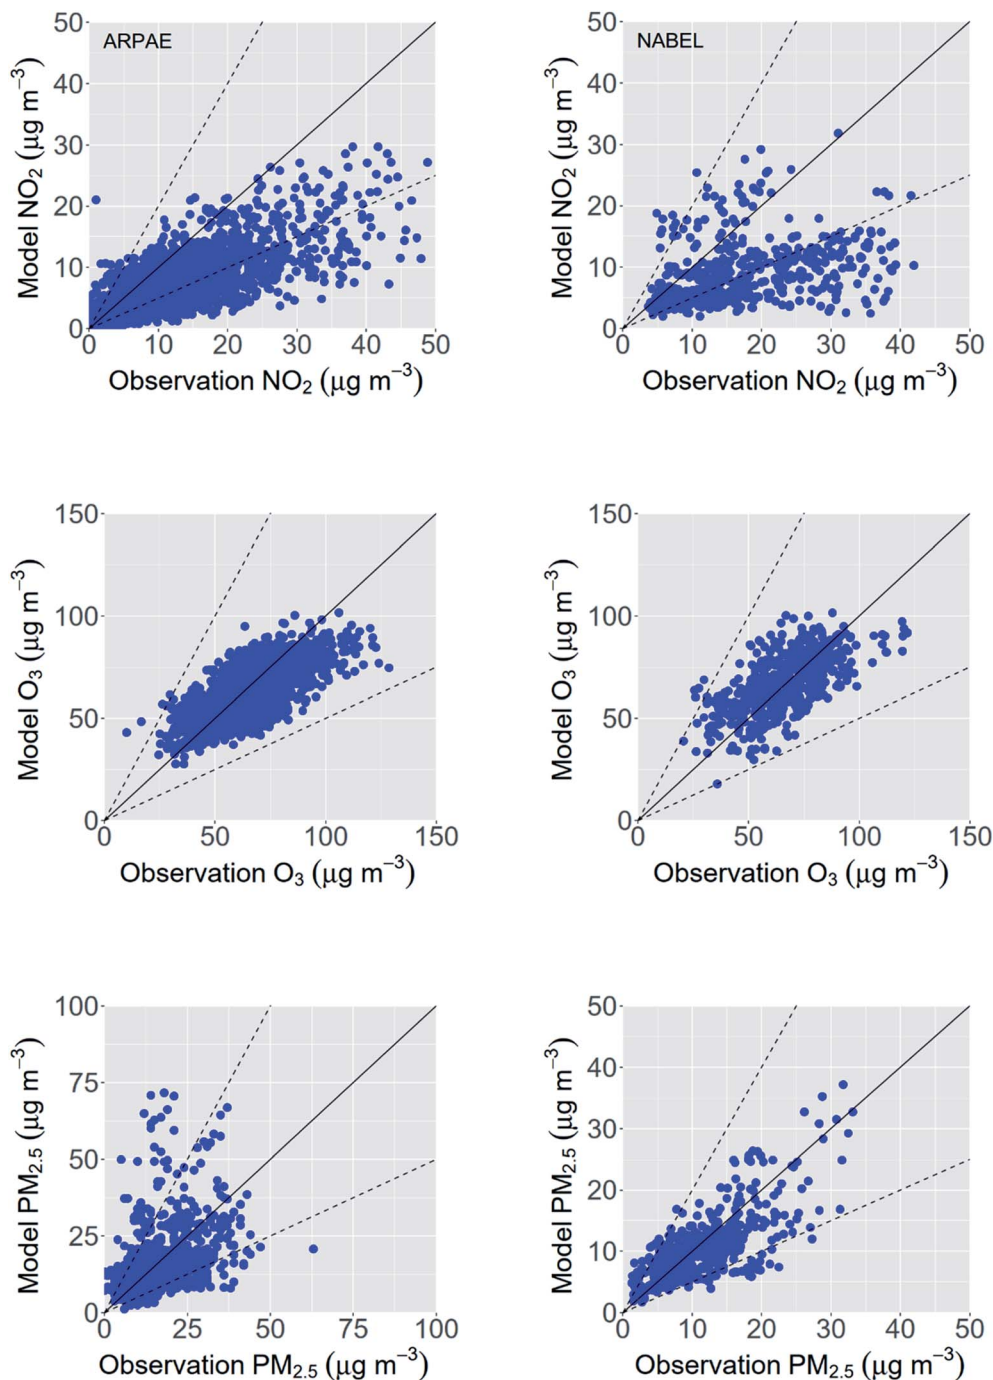 50
40
30
20
10
0
Model NO₂ (μg m⁻³)
ARPAE
0 10 20 30 40 50
Observation NO₂ (μg m⁻³)
50
40
30
20
10
0
Model NO₂ (μg m⁻³)
NABEL
0 10 20 30 40 50
Observation NO₂ (μg m⁻³)
150
100
50
0
Model O₃ (μg m⁻³)
0 50 100 150
Observation O₃ (μg m⁻³)
150
100
50
0
Model O₃ (μg m⁻³)
0 50 100 150
Observation O₃ (μg m⁻³)
100
75
50
25
0
Model PM₂.₅ (μg m⁻³)
0 25 50 75 100
Observation PM₂.₅ (μg m⁻³)
50
40
30
20
10
0
Model PM₂.₅ (μg m⁻³)
0 10 20 30 40 50
Observation PM₂.₅ (μg m⁻³)